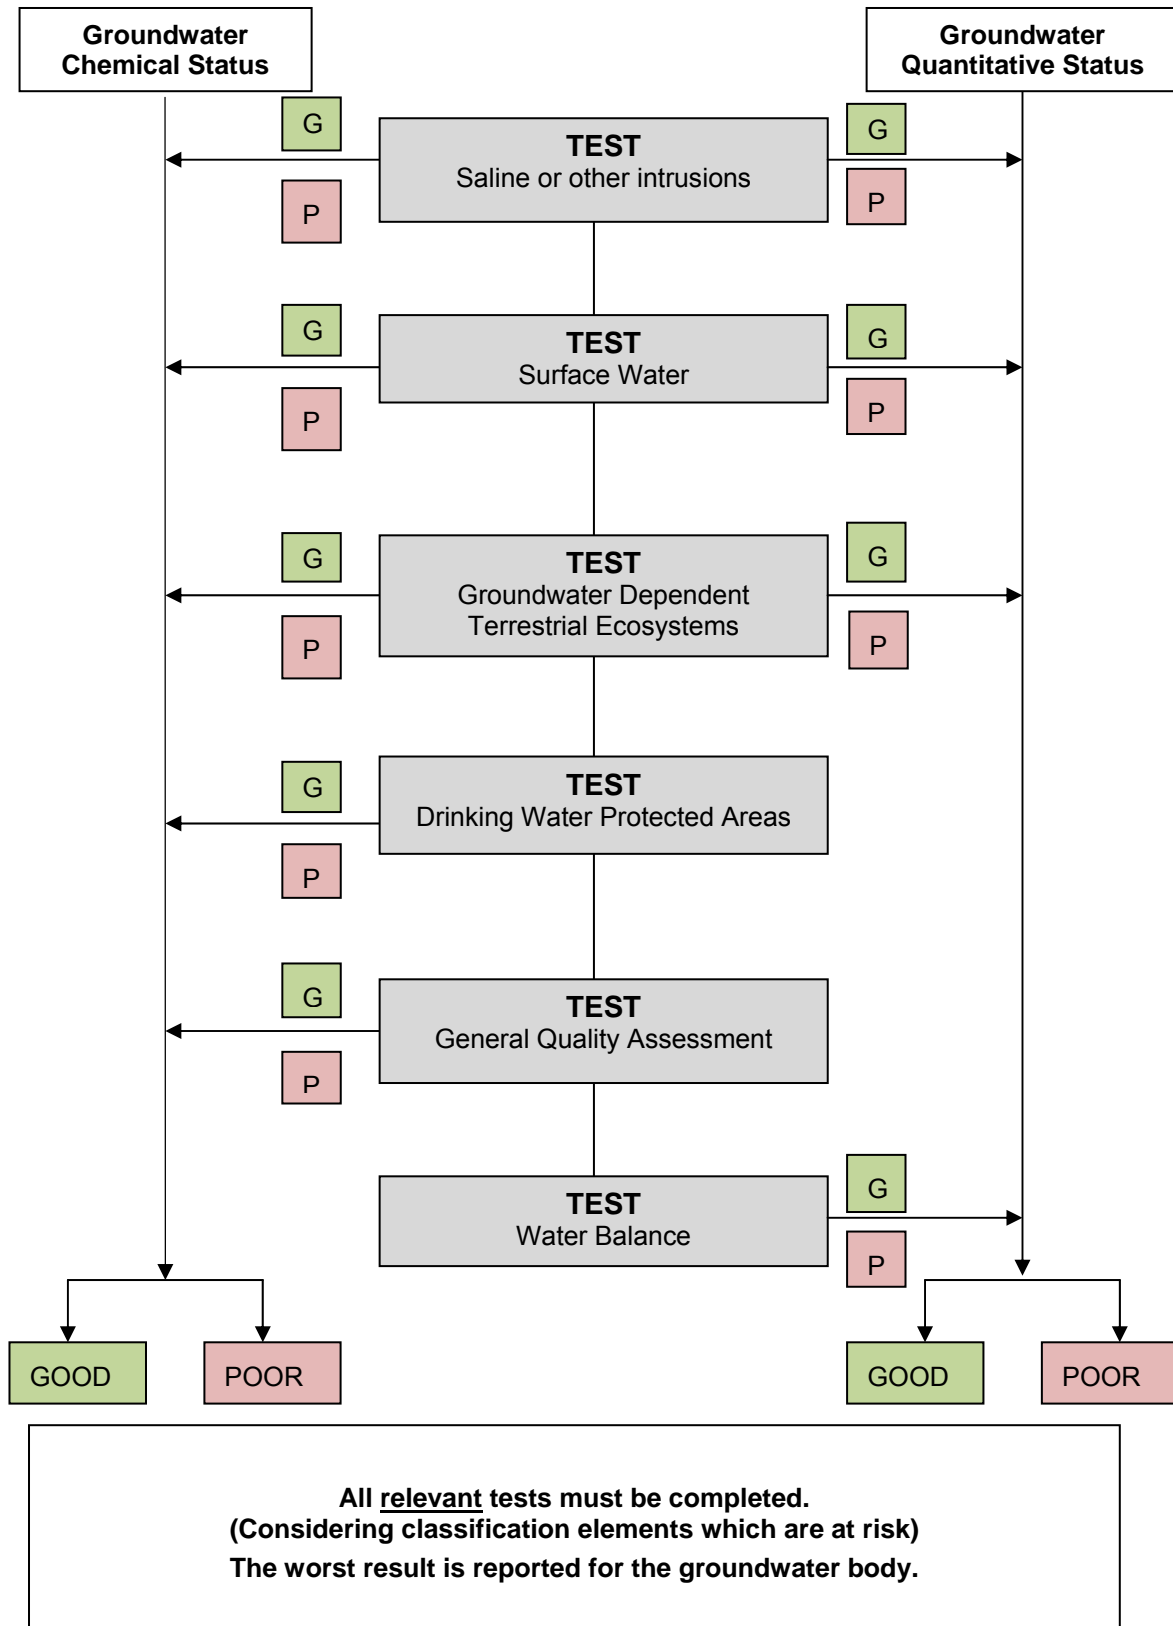 Groundwater
Chemical Status
Groundwater
Quantitative Status
G
TEST
Saline or other intrusions
G
P
P
G
TEST
Surface Water
G
P
P
G
TEST
Groundwater Dependent
Terrestrial Ecosystems
G
P
P
G
TEST
Drinking Water Protected Areas
P
G
TEST
General Quality Assessment
P
TEST
Water Balance
G
P
GOOD
POOR
GOOD
POOR
All relevant tests must be completed.
(Considering classification elements which are at risk)
The worst result is reported for the groundwater body.